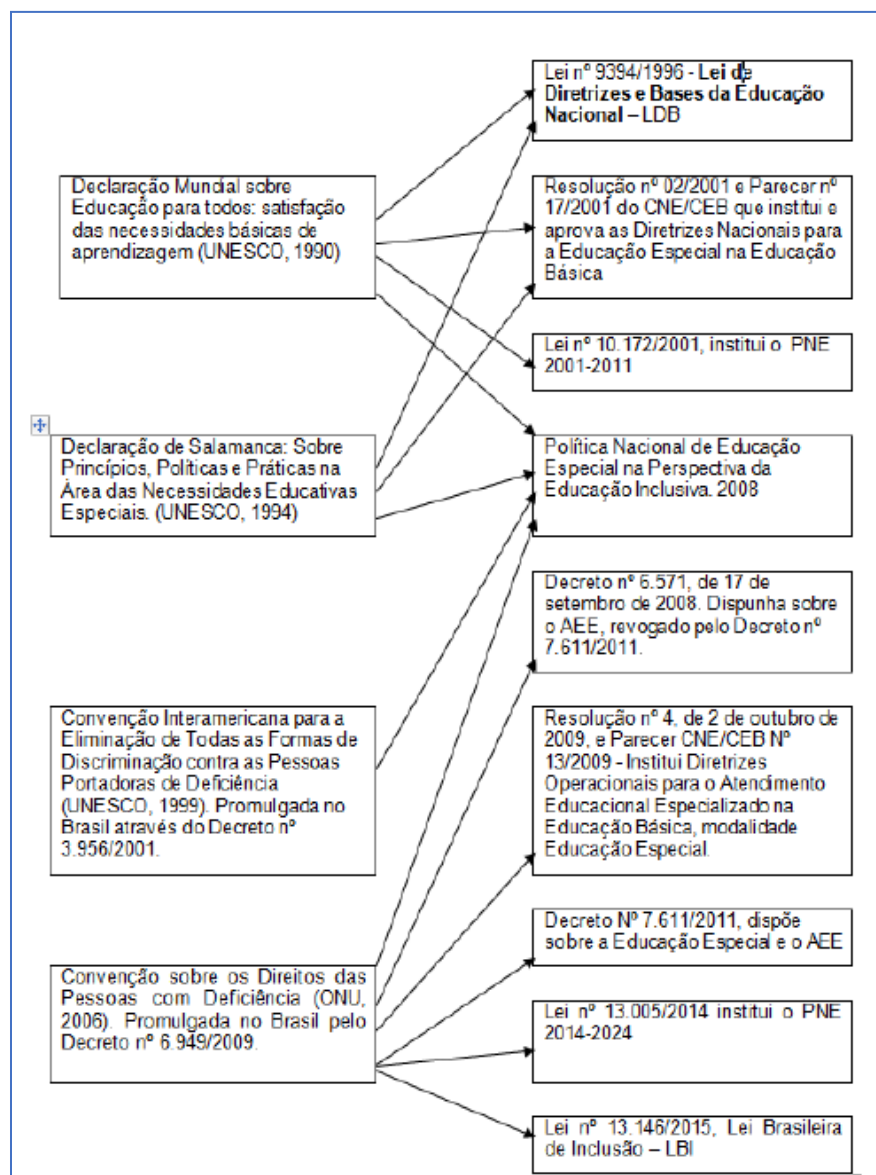 Declaração Mundial sobre
Educação para todos: satisfação
das necessidades básicas de
aprendizagem (UNESCO, 1990)
Declaração de Salamanca: Sobre
Princípios, Políticas e Práticas na
Área das Necessidades Educativas
Especiais. (UNESCO, 1994)
Convenção Interamericana para a
Eliminação de Todas as Formas de
Discriminação contra as Pessoas
Portadoras de Deficiência
(UNESCO, 1999). Promulgada no
Brasil através do Decreto nº
3.956/2001.
Convenção sobre os Direitos das
Pessoas com Deficiência (ONU,
2006). Promulgada no Brasil pelo
Decreto nº 6.949/2009.
Lei nº 9394/1996 - Lei de
Diretrizes e Bases da Educação
Nacional – LDB
Resolução nº 02/2001 e Parecer nº
17/2001 do CNE/CEB que institui e
aprova as Diretrizes Nacionais para
a Educação Especial na Educação
Básica
Lei nº 10.172/2001, institui o PNE
2001-2011
Política Nacional de Educação
Especial na Perspectiva da
Educação Inclusiva. 2008
Decreto nº 6.571, de 17 de
setembro de 2008. Dispunha sobre
o AEE, revogado pelo Decreto nº
7.611/2011.
Resolução nº 4, de 2 de outubro de
2009, e Parecer CNE/CEB Nº
13/2009 - Institui Diretrizes
Operacionais para o Atendimento
Educacional Especializado na
Educação Básica, modalidade
Educação Especial.
Decreto Nº 7.611/2011, dispõe
sobre a Educação Especial e o AEE
Lei nº 13.005/2014 institui o PNE
2014-2024
Lei nº 13.146/2015, Lei Brasileira
de Inclusão – LBI